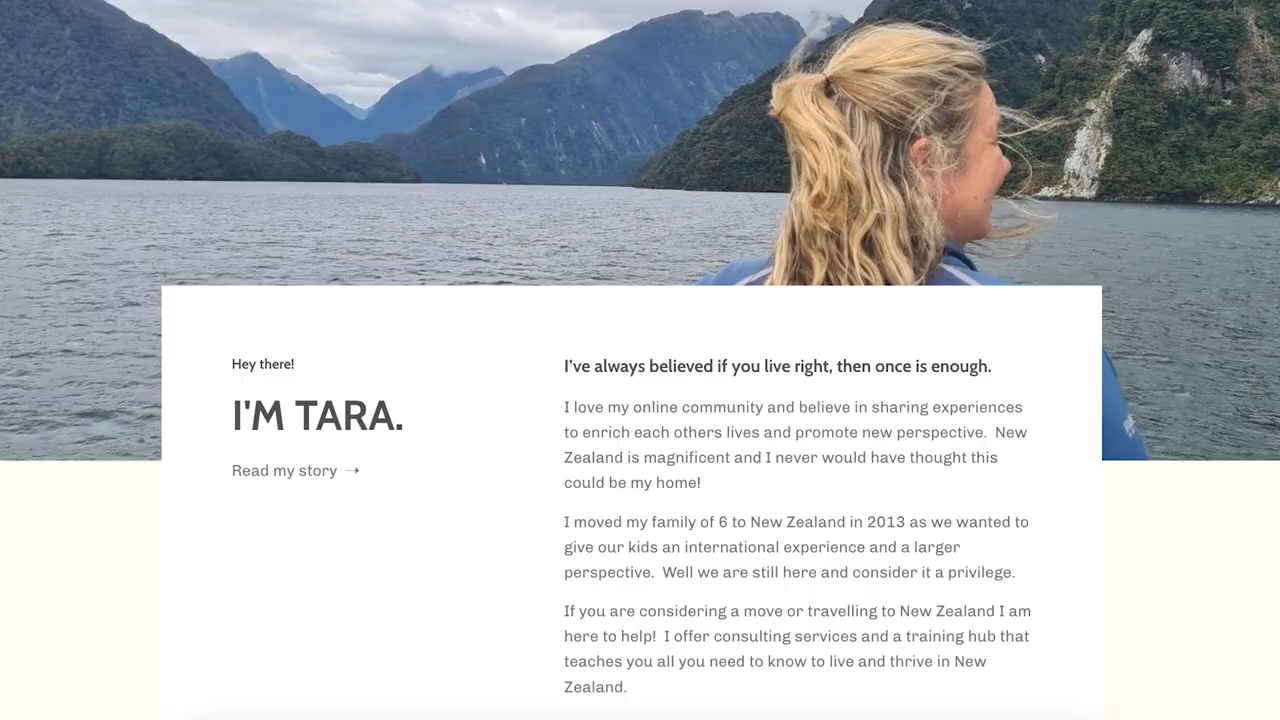 Hey there!
I'M TARA.
Read my story →
I've always believed if you live right, then once is enough.
I love my online community and believe in sharing experiences
to enrich each others lives and promote new perspective.  New
Zealand is magnificent and I never would have thought this
could be my home!
I moved my family of 6 to New Zealand in 2013 as we wanted to
give our kids an international experience and a larger
perspective.  Well we are still here and consider it a privilege.
If you are considering a move or travelling to New Zealand I am
here to help!  I offer consulting services and a training hub that
teaches you all you need to know to live and thrive in New
Zealand.